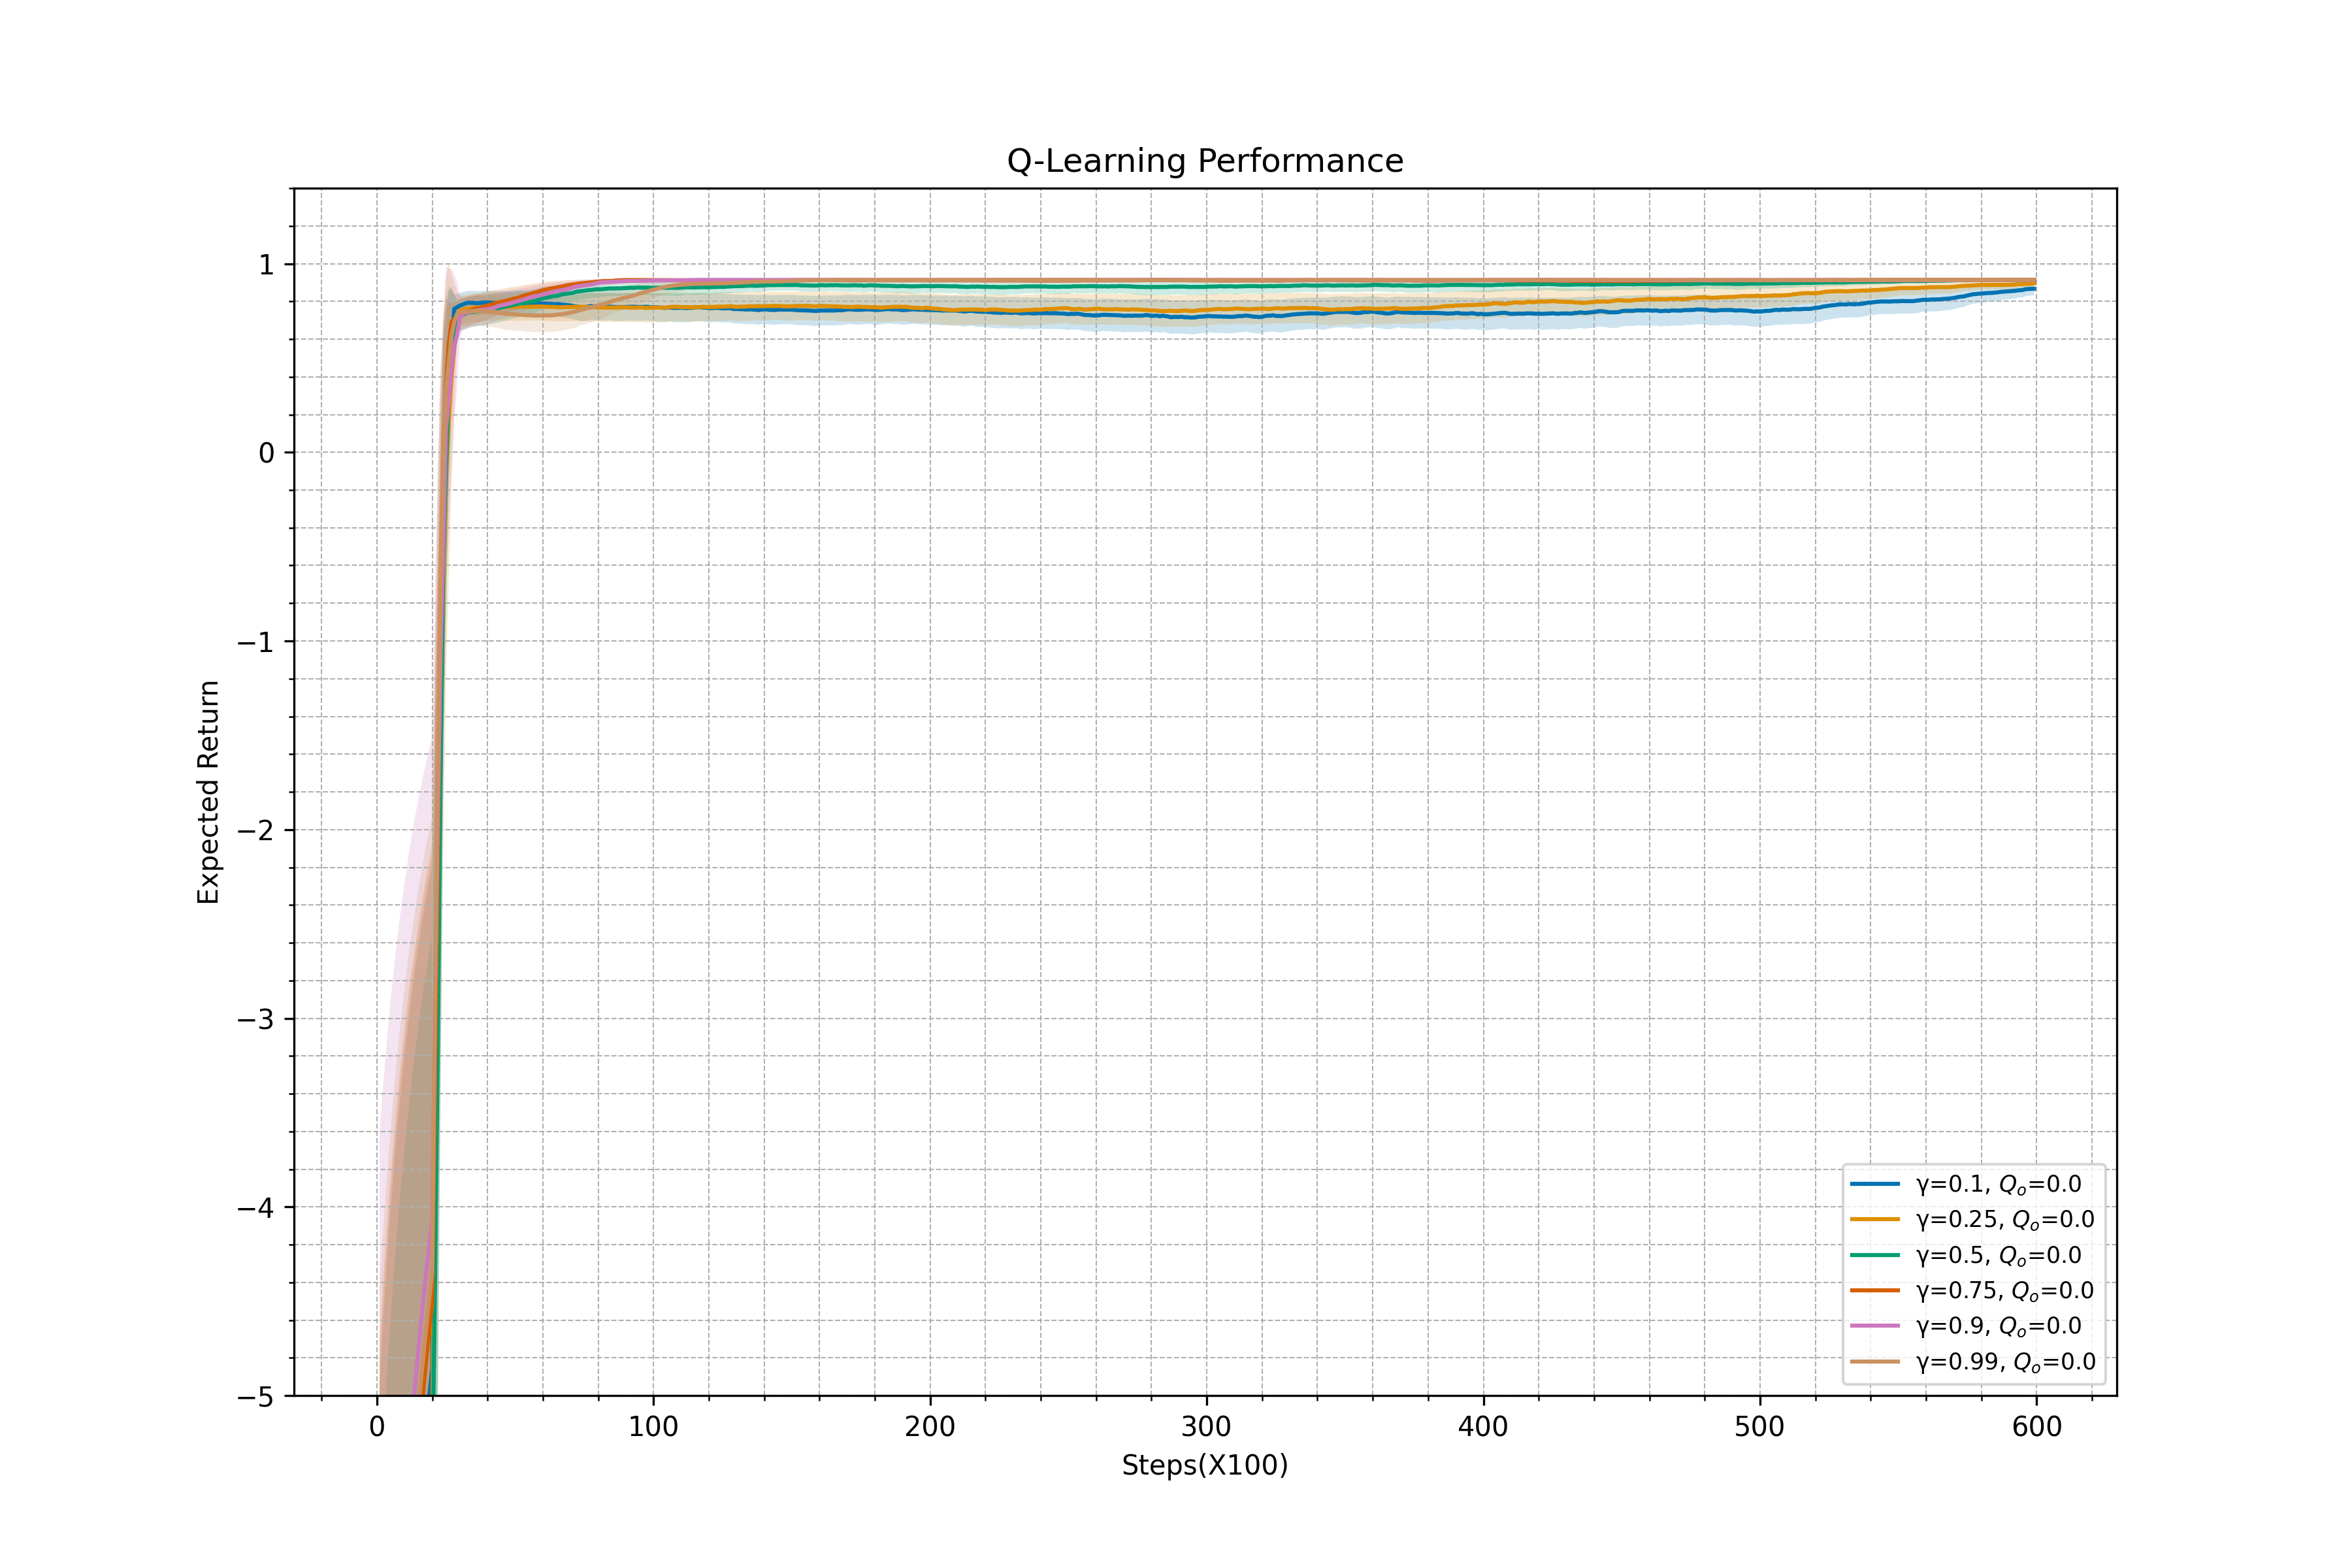 Q-Learning Performance
Expected Return
1
0
−1
−2
−3
−4
−5
0 100 200 300 400 500 600
Steps(X100)
γ=0.1, Qₒ=0.0
γ=0.25, Qₒ=0.0
γ=0.5, Qₒ=0.0
γ=0.75, Qₒ=0.0
γ=0.9, Qₒ=0.0
γ=0.99, Qₒ=0.0